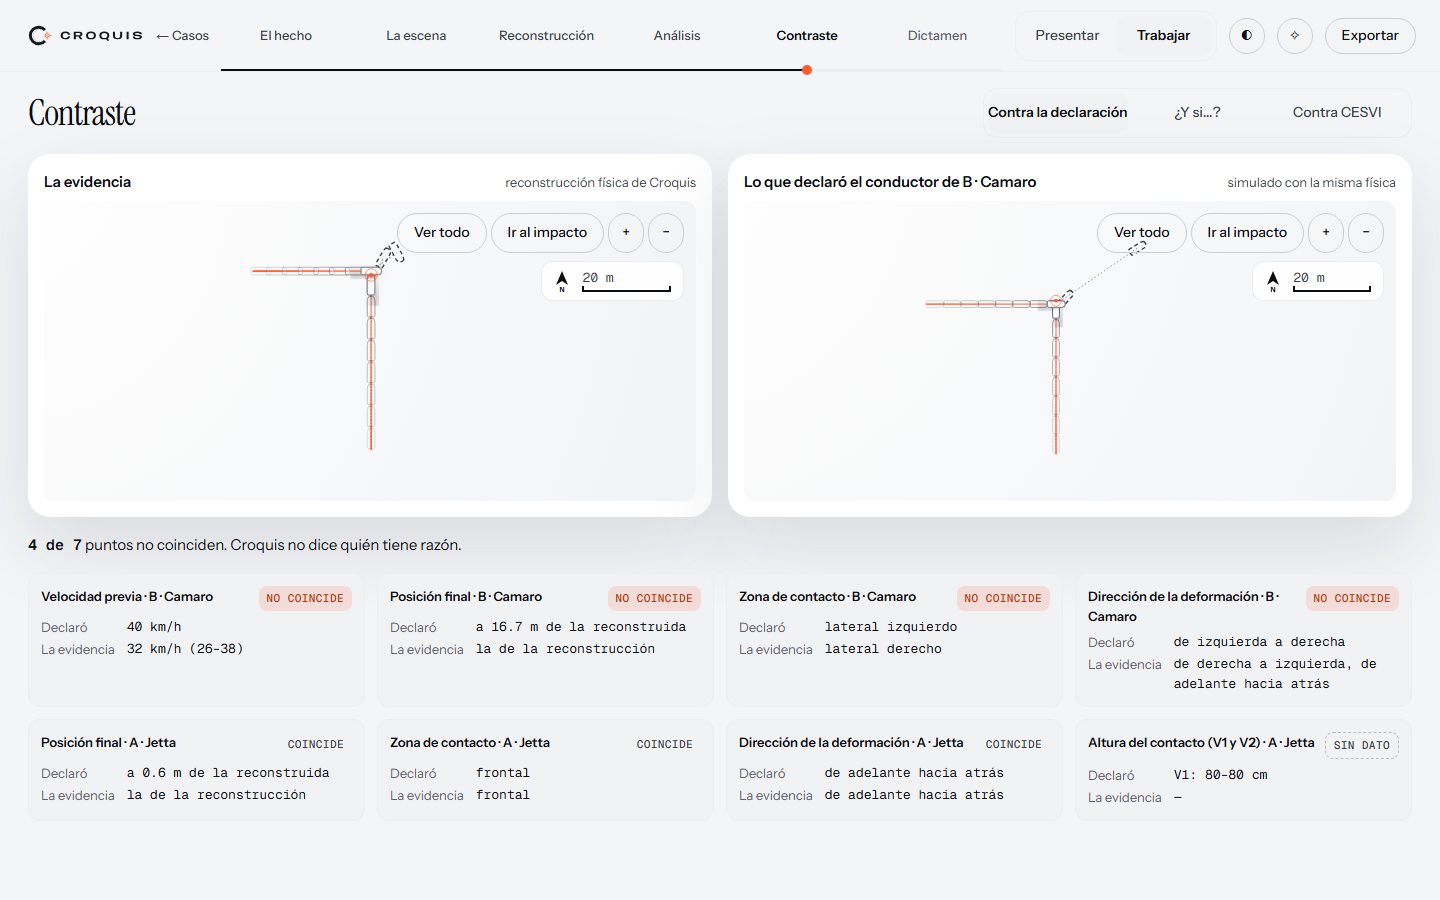 CROQUIS ← Casos El hecho La escena Reconstrucción Análisis Contraste Dictamen Presentar Trabajar Exportar
Contraste
Contra la declaración ¿Y si...? Contra CESVI
La evidencia reconstrucción física de Croquis
Ver todo Ir al impacto + −
N 20 m
Lo que declaró el conductor de B · Camaro simulado con la misma física
Ver todo Ir al impacto + −
N 20 m
4 de 7 puntos no coinciden. Croquis no dice quién tiene razón.
Velocidad previa · B · Camaro NO COINCIDE
Declaró 40 km/h
La evidencia 32 km/h (26–38)
Posición final · B · Camaro NO COINCIDE
Declaró a 16.7 m de la reconstruida
La evidencia la de la reconstrucción
Zona de contacto · B · Camaro NO COINCIDE
Declaró lateral izquierdo
La evidencia lateral derecho
Dirección de la deformación · B · NO COINCIDE
Camaro
Declaró de izquierda a derecha
La evidencia de derecha a izquierda, de
adelante hacia atrás
Posición final · A · Jetta COINCIDE
Declaró a 0.6 m de la reconstruida
La evidencia la de la reconstrucción
Zona de contacto · A · Jetta COINCIDE
Declaró frontal
La evidencia frontal
Dirección de la deformación · A · Jetta COINCIDE
Declaró de adelante hacia atrás
La evidencia de adelante hacia atrás
Altura del contacto (V1 y V2) · A · Jetta SIN DATO
Declaró V1: 80–80 cm
La evidencia —